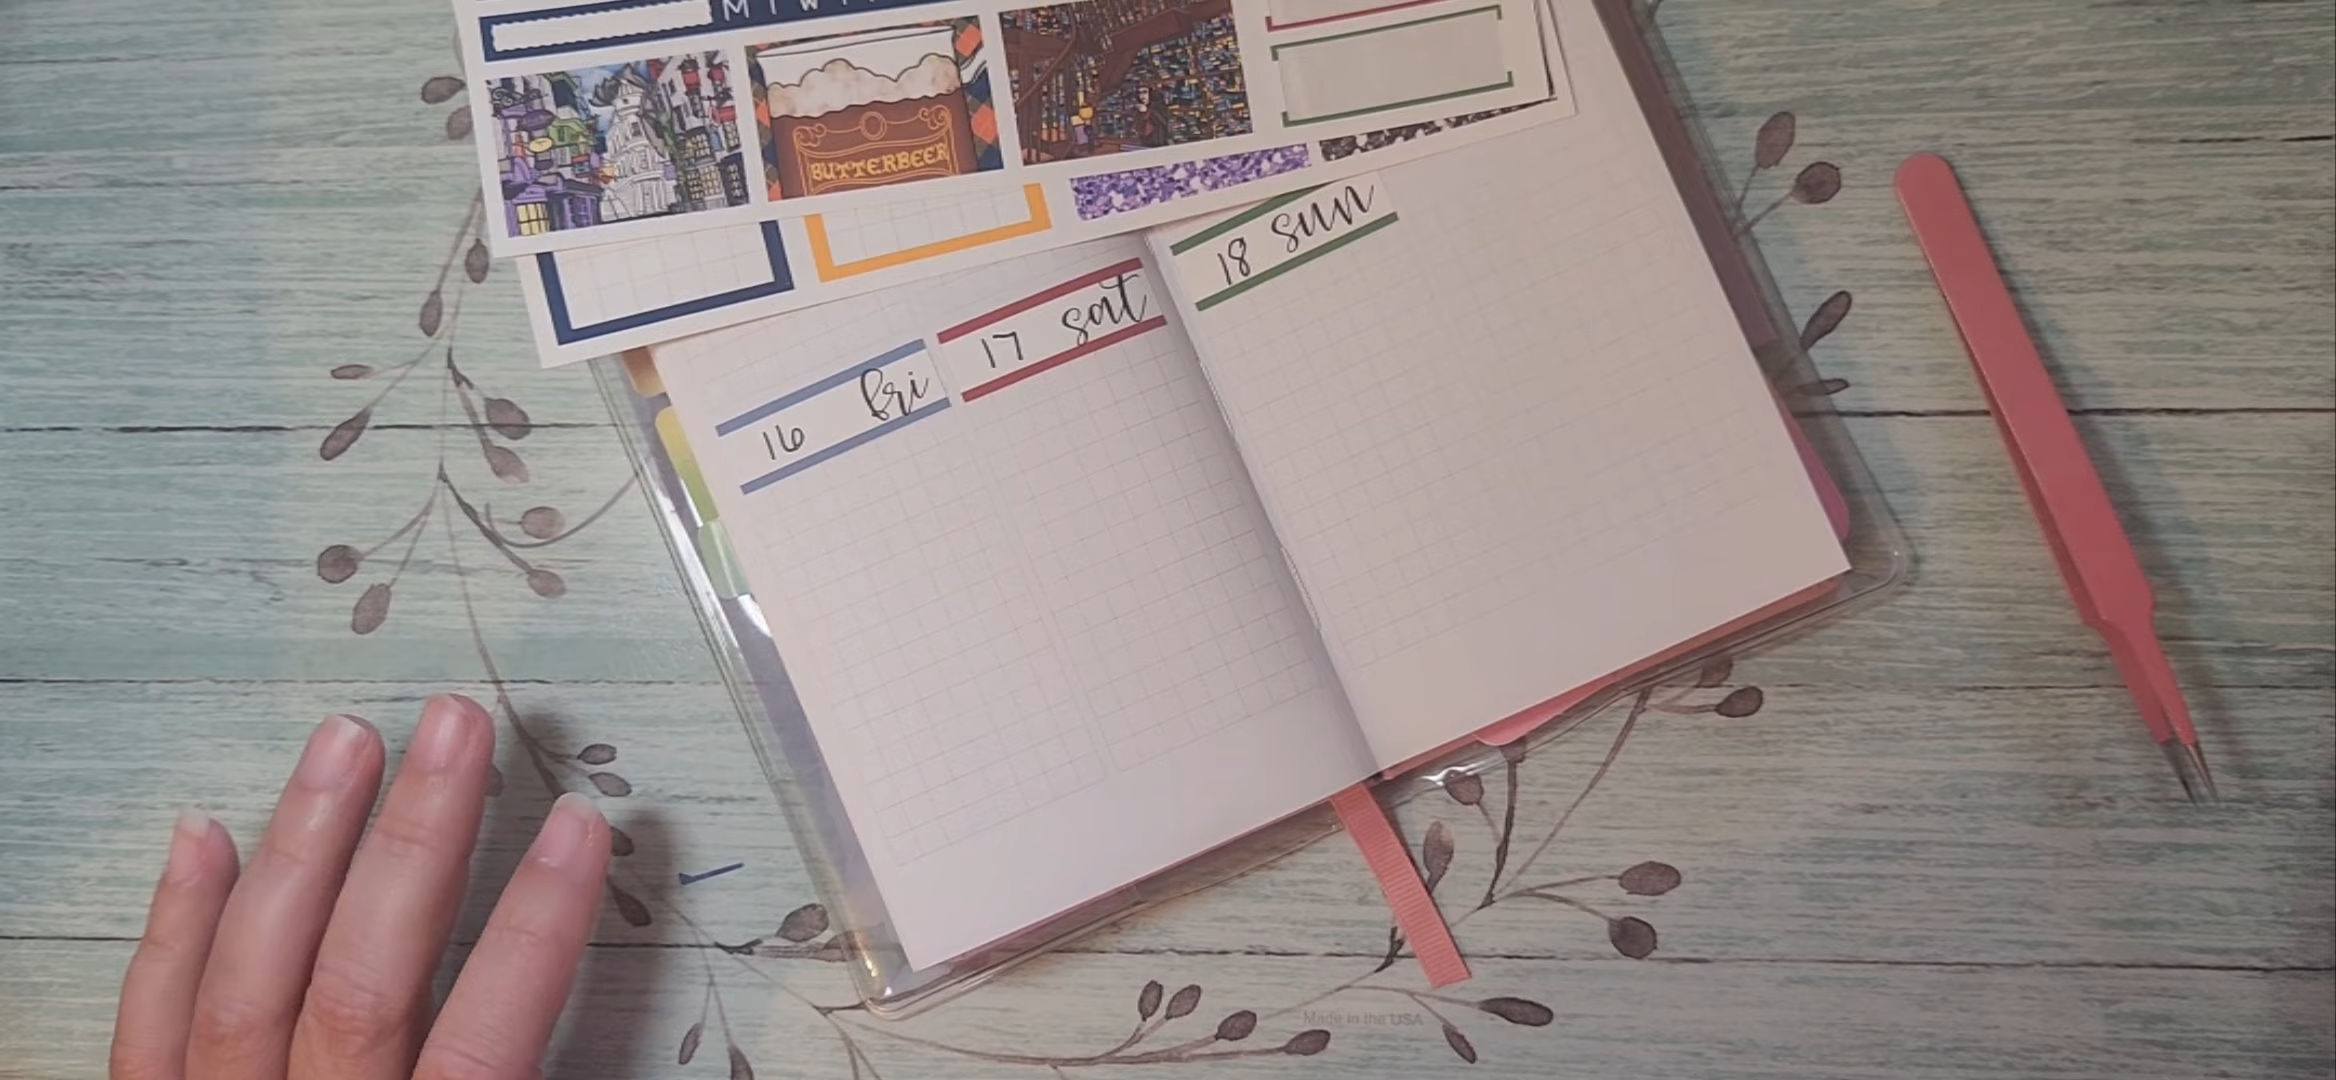 M T W
BUTTERBEER
16 fri
17 sat
18 sun
Made in the USA